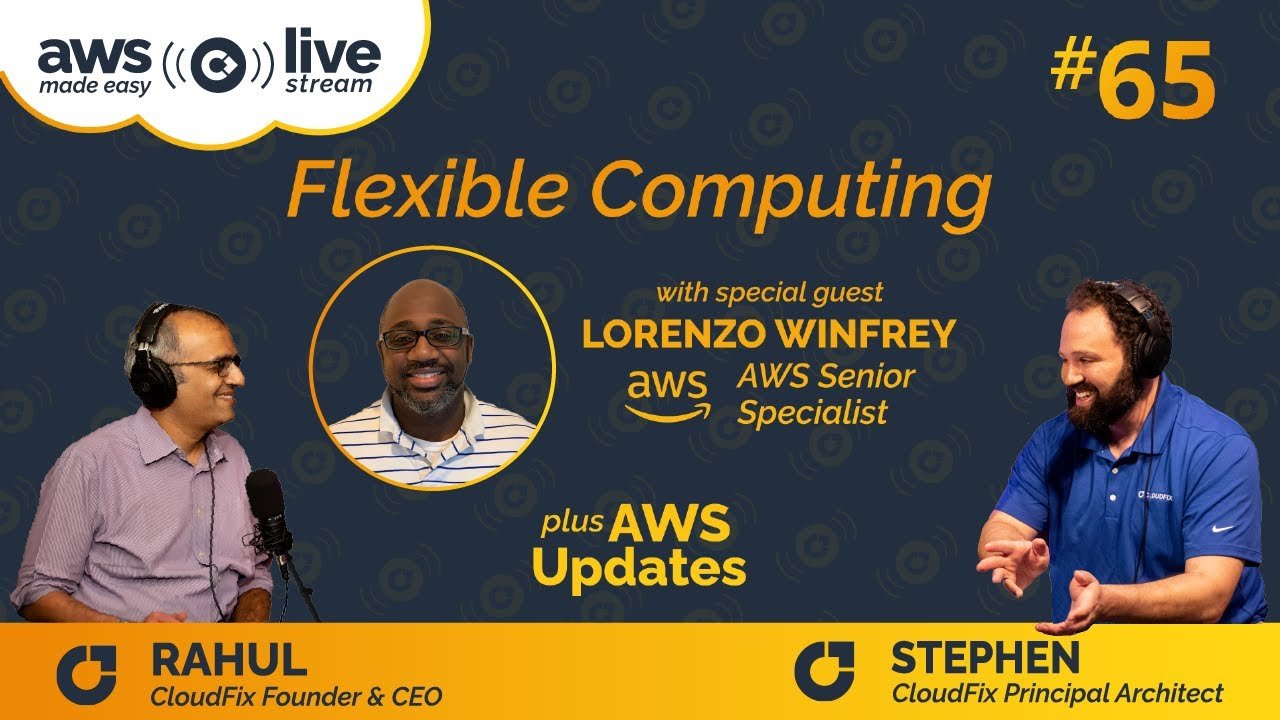 aws live
made easy stream
#65
Flexible Computing
with special guest
LORENZO WINFREY
aws AWS Senior
Specialist
plus AWS
Updates
CLOUDFIX
RAHUL
CloudFix Founder & CEO
STEPHEN
CloudFix Principal Architect